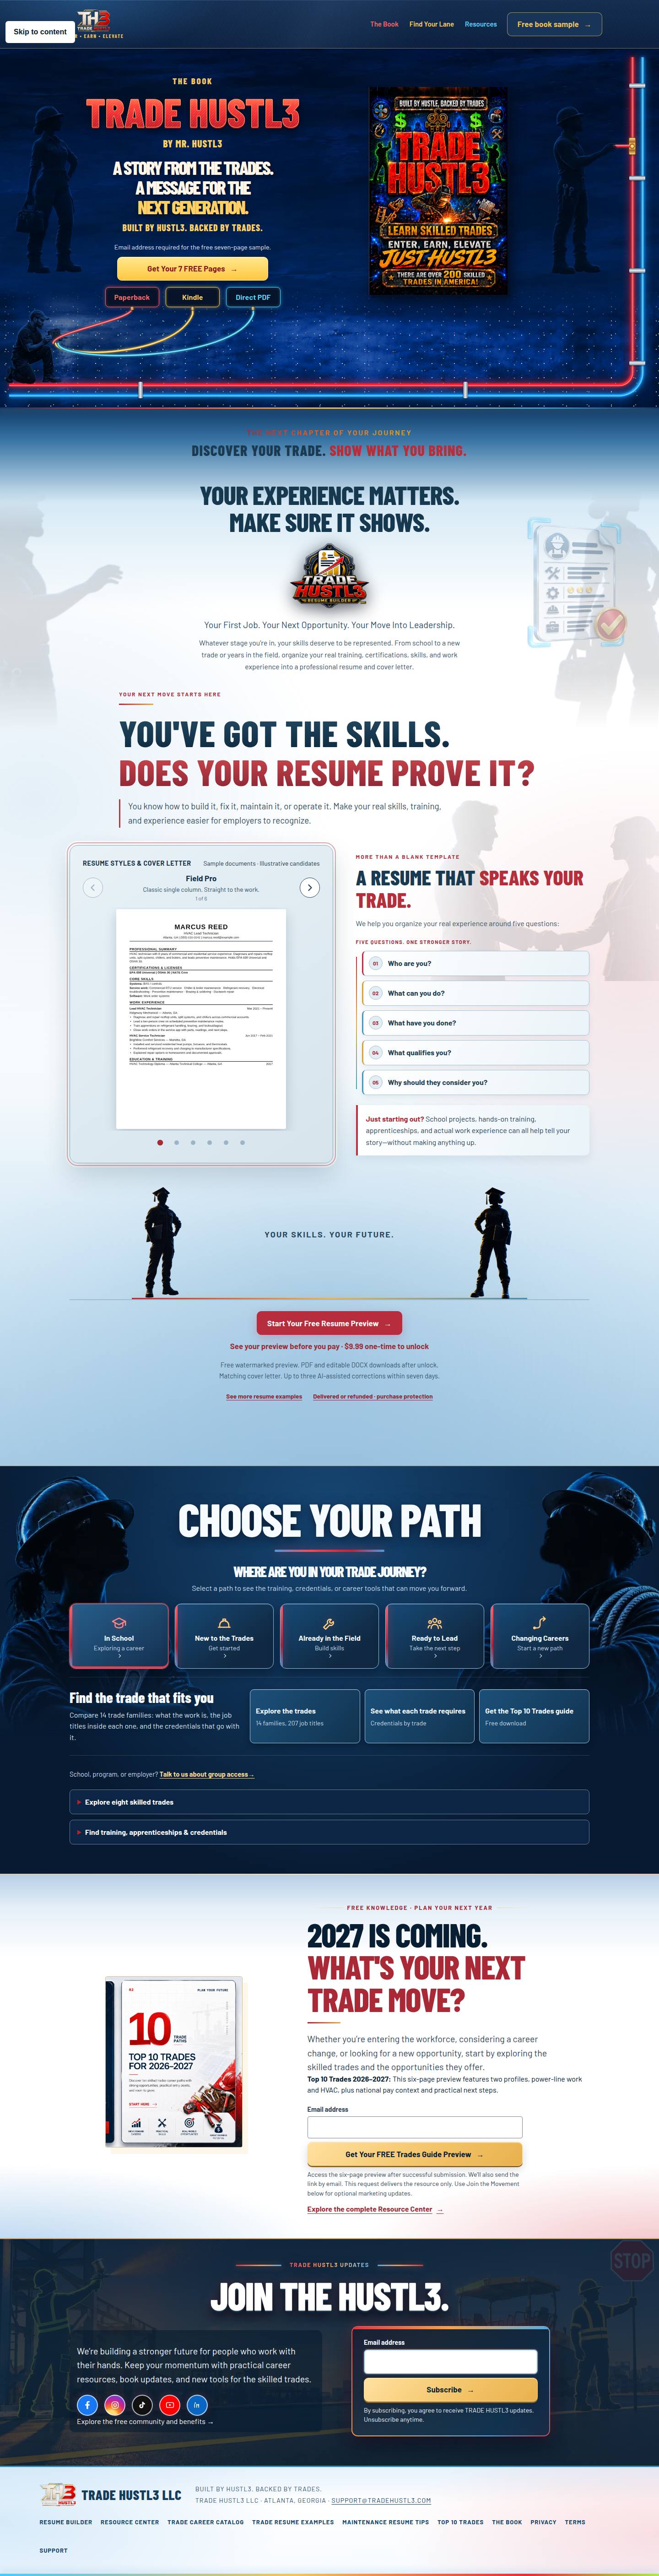 Skip to content
TH3
• EARN • ELEVATE
The Book
Find Your Lane
Resources
Free book sample →
THE BOOK
TRADE HUSTL3
BY MR. HUSTL3
A STORY FROM THE TRADES.
A MESSAGE FOR THE
NEXT GENERATION.
BUILT BY HUSTL3. BACKED BY TRADES.
Email address required for the free seven-page sample.
Get Your 7 FREE Pages →
Paperback
Kindle
Direct PDF
BUILT BY HUSTLE, BACKED BY TRADES
TRADE
HUSTL3
LEARN SKILLED TRADES
ENTER, EARN, ELEVATE
JUST HUSTL3
THERE ARE OVER 200 SKILLED
TRADES IN AMERICA!
THE NEXT CHAPTER OF YOUR JOURNEY
DISCOVER YOUR TRADE. SHOW WHAT YOU BRING.
YOUR EXPERIENCE MATTERS.
MAKE SURE IT SHOWS.
TRADE
HUSTL3
RESUME BUILDER
Your First Job. Your Next Opportunity. Your Move Into Leadership.
Whatever stage you're in, your skills deserve to be represented. From school to a new
trade or years in the field, organize your real training, certifications, skills, and work
experience into a professional resume and cover letter.
YOUR NEXT MOVE STARTS HERE
YOU'VE GOT THE SKILLS.
DOES YOUR RESUME PROVE IT?
You know how to build it, fix it, maintain it, or operate it. Make your real skills, training,
and experience easier for employers to recognize.
RESUME STYLES & COVER LETTER
Sample documents · Illustrative candidates
Field Pro
Classic single column. Straight to the work.
1 of 6
MARCUS REED
HVAC Lead Technician
PROFESSIONAL SUMMARY
CERTIFICATIONS & LICENSES
CORE SKILLS
WORK EXPERIENCE
EDUCATION & TRAINING
MORE THAN A BLANK TEMPLATE
A RESUME THAT SPEAKS YOUR
TRADE.
We help you organize your real experience around five questions:
FIVE QUESTIONS. ONE STRONGER STORY.
01 Who are you?
02 What can you do?
03 What have you done?
04 What qualifies you?
05 Why should they consider you?
Just starting out? School projects, hands-on training,
apprenticeships, and actual work experience can all help tell your
story—without making anything up.
YOUR SKILLS. YOUR FUTURE.
Start Your Free Resume Preview →
See your preview before you pay · $9.99 one-time to unlock
Free watermarked preview. PDF and editable DOCX downloads after unlock.
Matching cover letter. Up to three AI-assisted corrections within seven days.
See more resume examples
Delivered or refunded · purchase protection
CHOOSE YOUR PATH
WHERE ARE YOU IN YOUR TRADE JOURNEY?
Select a path to see the training, credentials, or career tools that can move you forward.
In School
Exploring a career
New to the Trades
Get started
Already in the Field
Build skills
Ready to Lead
Take the next step
Changing Careers
Start a new path
Find the trade that fits you
Compare 14 trade families: what the work is, the job
titles inside each one, and the credentials that go with
it.
Explore the trades
14 families, 207 job titles
See what each trade requires
Credentials by trade
Get the Top 10 Trades guide
Free download
School, program, or employer? Talk to us about group access→
Explore eight skilled trades
Find training, apprenticeships & credentials
FREE KNOWLEDGE · PLAN YOUR NEXT YEAR
2027 IS COMING.
WHAT'S YOUR NEXT
TRADE MOVE?
PLAN YOUR FUTURE
10
TRADE
PATHS
TOP 10 TRADES
FOR 2026–2027
START HERE
Whether you're entering the workforce, considering a career
change, or looking for a new opportunity, start by exploring the
skilled trades and the opportunities they offer.
Top 10 Trades 2026–2027: This six-page preview features two profiles, power-line work
and HVAC, plus national pay context and practical next steps.
Email address
Get Your FREE Trades Guide Preview →
Access the six-page preview after successful submission. We'll also send the
link by email. This request delivers the resource only. Use Join the Movement
below for optional marketing updates.
Explore the complete Resource Center →
TRADE HUSTL3 UPDATES
JOIN THE HUSTL3.
STOP
We're building a stronger future for people who work with
their hands. Keep your momentum with practical career
resources, book updates, and new tools for the skilled trades.
Explore the free community and benefits →
Email address
Subscribe →
By subscribing, you agree to receive TRADE HUSTL3 updates.
Unsubscribe anytime.
TH3
TRADE HUSTL3 LLC
BUILT BY HUSTL3. BACKED BY TRADES.
TRADE HUSTL3 LLC · ATLANTA, GEORGIA · SUPPORT@TRADEHUSTL3.COM
RESUME BUILDER
RESOURCE CENTER
TRADE CAREER CATALOG
TRADE RESUME EXAMPLES
MAINTENANCE RESUME TIPS
TOP 10 TRADES
THE BOOK
PRIVACY
TERMS
SUPPORT